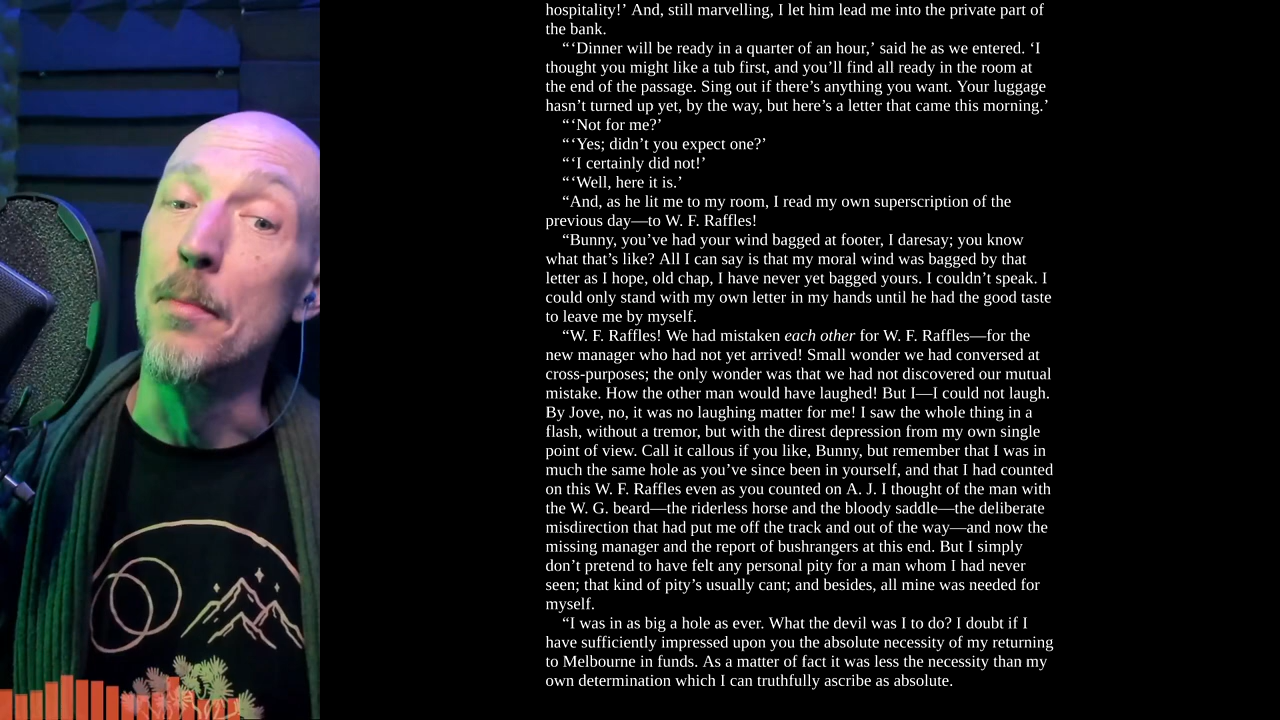 hospitality!’ And, still marvelling, I let him lead me into the private part of
the bank.
“‘Dinner will be ready in a quarter of an hour,’ said he as we entered. ‘I
thought you might like a tub first, and you’ll find all ready in the room at
the end of the passage. Sing out if there’s anything you want. Your luggage
hasn’t turned up yet, by the way, but here’s a letter that came this morning.’
“‘Not for me?’
“‘Yes; didn’t you expect one?’
“‘I certainly did not!’
“‘Well, here it is.’
“And, as he lit me to my room, I read my own superscription of the
previous day—to W. F. Raffles!
“Bunny, you’ve had your wind bagged at footer, I daresay; you know
what that’s like? All I can say is that my moral wind was bagged by that
letter as I hope, old chap, I have never yet bagged yours. I couldn’t speak. I
could only stand with my own letter in my hands until he had the good taste
to leave me by myself.
“W. F. Raffles! We had mistaken each other for W. F. Raffles—for the
new manager who had not yet arrived! Small wonder we had conversed at
cross-purposes; the only wonder was that we had not discovered our mutual
mistake. How the other man would have laughed! But I—I could not laugh.
By Jove, no, it was no laughing matter for me! I saw the whole thing in a
flash, without a tremor, but with the direst depression from my own single
point of view. Call it callous if you like, Bunny, but remember that I was in
much the same hole as you’ve since been in yourself, and that I had counted
on this W. F. Raffles even as you counted on A. J. I thought of the man with
the W. G. beard—the riderless horse and the bloody saddle—the deliberate
misdirection that had put me off the track and out of the way—and now the
missing manager and the report of bushrangers at this end. But I simply
don’t pretend to have felt any personal pity for a man whom I had never
seen; that kind of pity’s usually cant; and besides, all mine was needed for
myself.
“I was in as big a hole as ever. What the devil was I to do? I doubt if I
have sufficiently impressed upon you the absolute necessity of my returning
to Melbourne in funds. As a matter of fact it was less the necessity than my
own determination which I can truthfully ascribe as absolute.